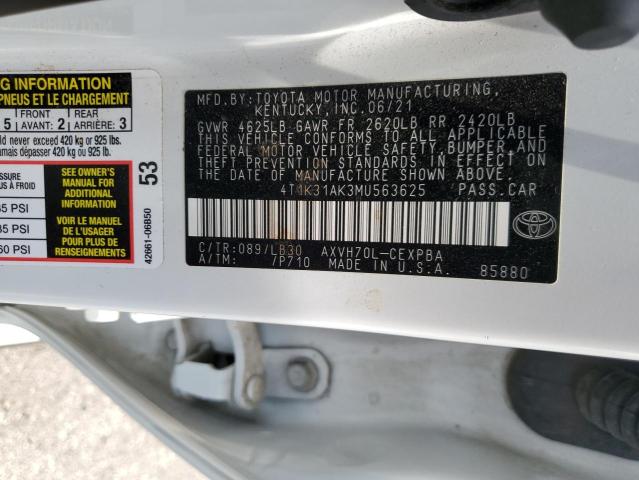 NG INFORMATION
PNEUS ET LE CHARGEMENT
FRONT 1 REAR
5 AVANT: 2 ARRIÈRE: 3
never exceed 420 kg or 925 lbs.
dépasser 420 kg ou 925 lb.
SEE OWNER'S
MANUAL FOR
ADDITIONAL
INFORMATION
VOIR LE MANUEL
DE L'USAGER
POUR PLUS DE
RENSEIGNEMENTS
35 PSI
35 PSI
60 PSI
53
42661-06B50
MFD.BY:TOYOTA MOTOR MANUFACTURING,
KENTUCKY, INC. 06/21
GVWR 4625LB GAWR FR 2620LB RR 2420LB
THIS VEHICLE CONFORMS TO ALL APPLICABLE
FEDERAL MOTOR VEHICLE SAFETY, BUMPER, AND
THEFT PREVENTION STANDARDS IN EFFECT ON
THE DATE OF MANUFACTURE SHOWN ABOVE.
4T1K31AK3MU563625 PASS.CAR
C/TR: 089/LB30 AXVH70L-CEXPBA
A/TM: /P710 MADE IN U.S.A. 85880
TOYOTA